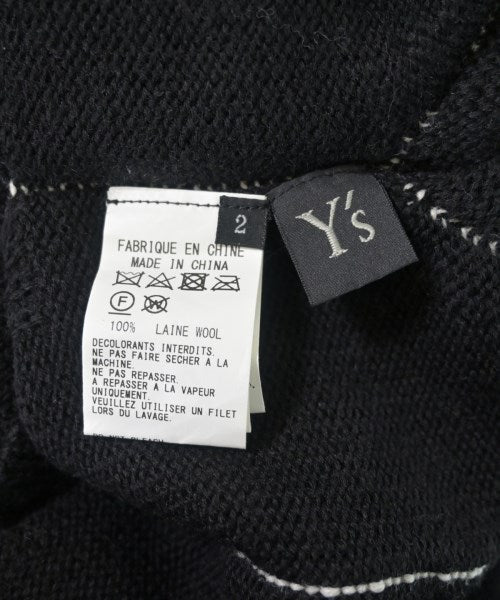 2
Y's
FABRIQUE EN CHINE
MADE IN CHINA
F
W
100% LAINE WOOL
DECOLORANTS INTERDITS.
NE PAS FAIRE SECHER A LA
MACHINE.
NE PAS REPASSER.
A REPASSER A LA VAPEUR
UNIQUEMENT.
VEUILLEZ UTILISER UN FILET
LORS DU LAVAGE.